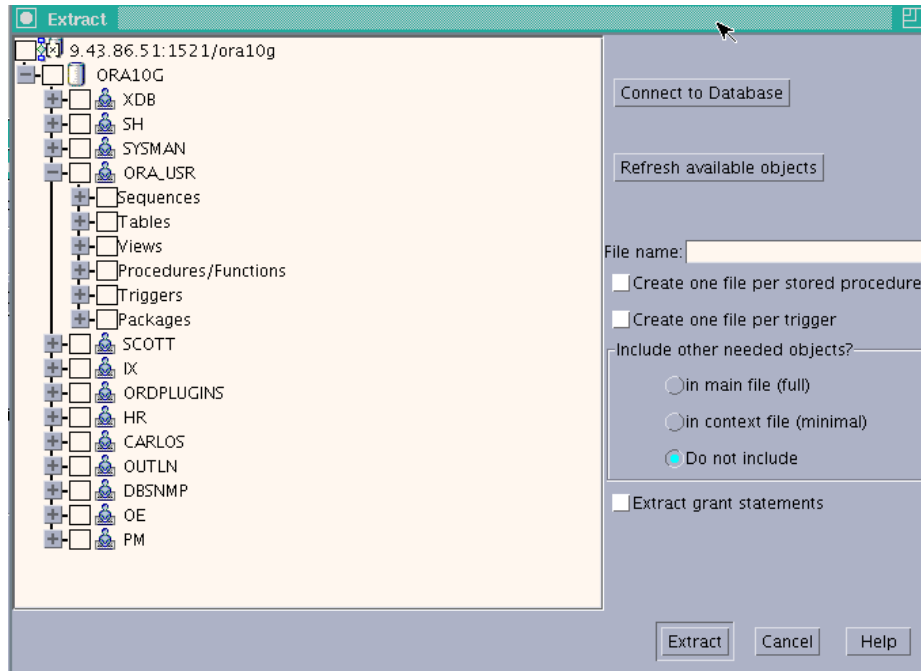 Extract
9.43.86.51:1521/ora10g
ORA10G
XDB
SH
SYSMAN
ORA_USR
Sequences
Tables
Views
Procedures/Functions
Triggers
Packages
SCOTT
IX
ORDPLUGINS
HR
CARLOS
OUTLN
DBSNMP
OE
PM
Connect to Database
Refresh available objects
File name:
Create one file per stored procedure
Create one file per trigger
Include other needed objects?
in main file (full)
in context file (minimal)
Do not include
Extract grant statements
Extract Cancel Help